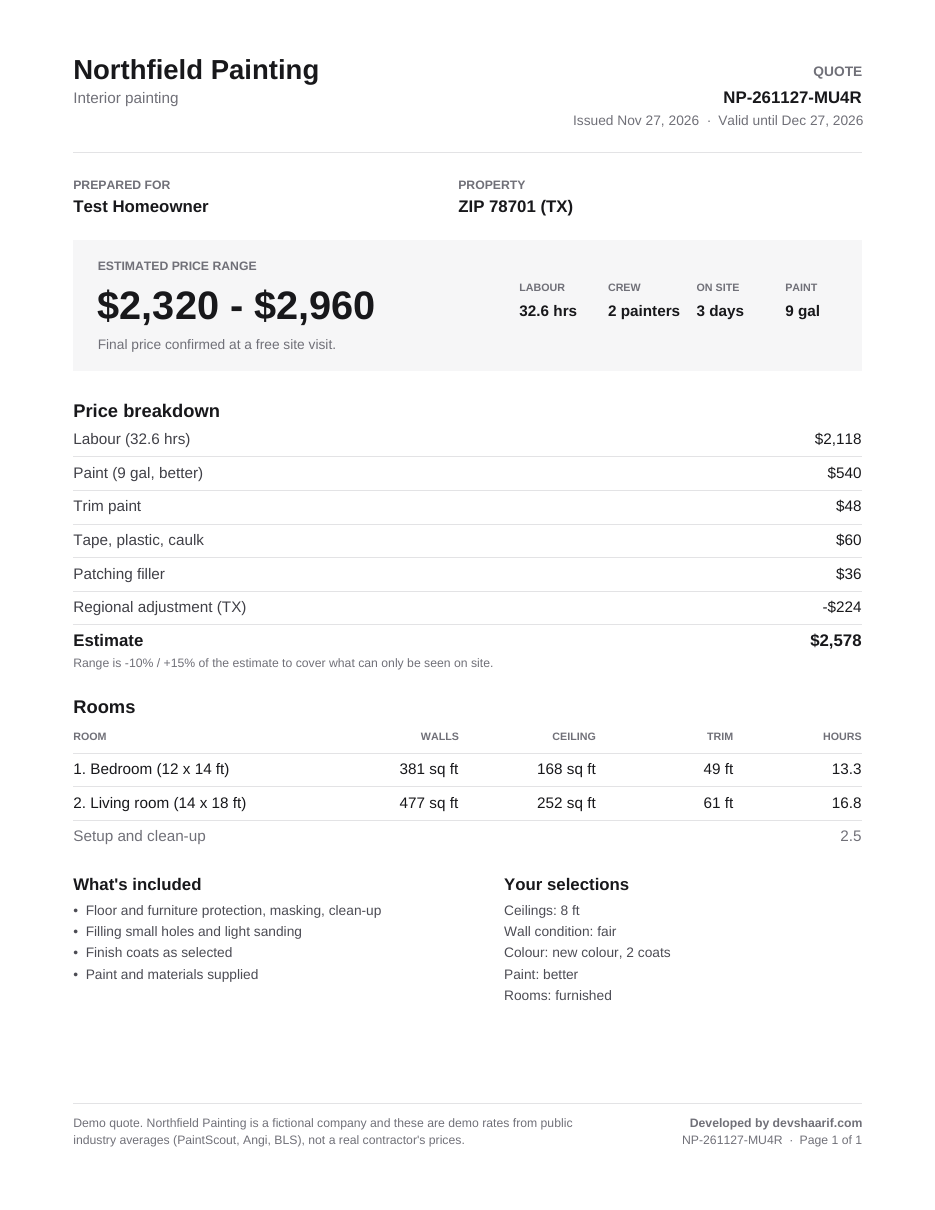 Northfield Painting
Interior painting
QUOTE
NP-261127-MU4R
Issued Nov 27, 2026 · Valid until Dec 27, 2026
PREPARED FOR
Test Homeowner
PROPERTY
ZIP 78701 (TX)
ESTIMATED PRICE RANGE
$2,320 - $2,960
Final price confirmed at a free site visit.
LABOUR CREW ON SITE PAINT
32.6 hrs 2 painters 3 days 9 gal
Price breakdown
Labour (32.6 hrs) $2,118
Paint (9 gal, better) $540
Trim paint $48
Tape, plastic, caulk $60
Patching filler $36
Regional adjustment (TX) -$224
Estimate $2,578
Range is -10% / +15% of the estimate to cover what can only be seen on site.
Rooms
ROOM WALLS CEILING TRIM HOURS
1. Bedroom (12 x 14 ft) 381 sq ft 168 sq ft 49 ft 13.3
2. Living room (14 x 18 ft) 477 sq ft 252 sq ft 61 ft 16.8
Setup and clean-up 2.5
What's included
• Floor and furniture protection, masking, clean-up
• Filling small holes and light sanding
• Finish coats as selected
• Paint and materials supplied
Your selections
Ceilings: 8 ft
Wall condition: fair
Colour: new colour, 2 coats
Paint: better
Rooms: furnished
Demo quote. Northfield Painting is a fictional company and these are demo rates from public
industry averages (PaintScout, Angi, BLS), not a real contractor's prices.
Developed by devshaarif.com
NP-261127-MU4R · Page 1 of 1